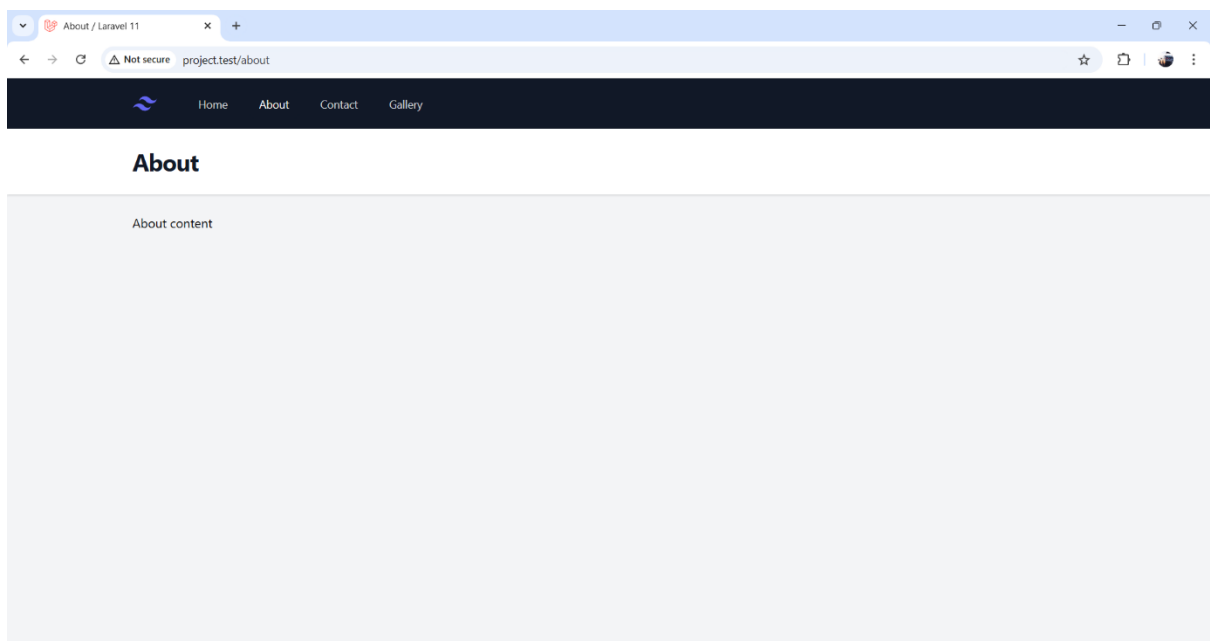 About / Laravel 11
Not secure project.test/about
Home About Contact Gallery
About
About content